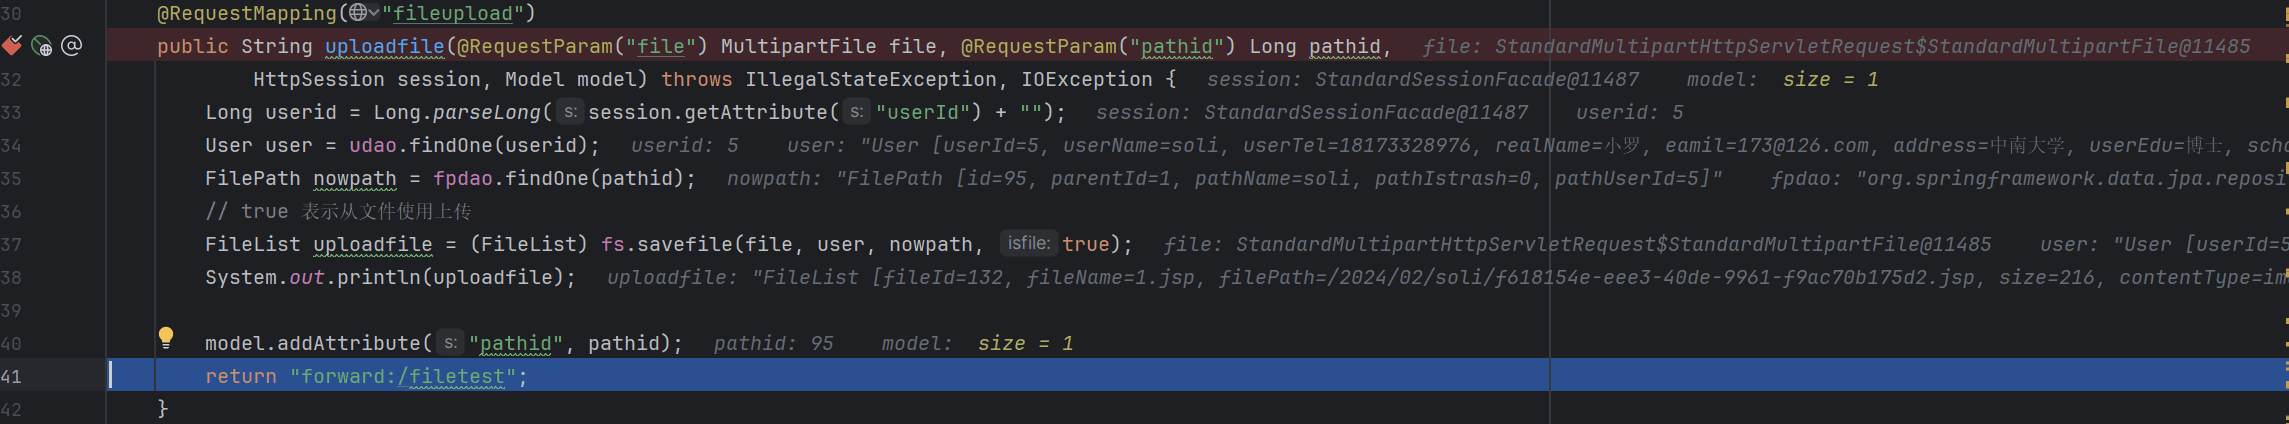 30 @RequestMapping("fileupload")
public String uploadfile(@RequestParam("file") MultipartFile file, @RequestParam("pathid") Long pathid, file: StandardMultipartHttpServletRequest$StandardMultipartFile@11485
32 HttpSession session, Model model) throws IllegalStateException, IOException { session: StandardSessionFacade@11487 model: size = 1
33 Long userid = Long.parseLong( s: session.getAttribute( s: "userId") + ""); session: StandardSessionFacade@11487 userid: 5
34 User user = udao.findOne(userid); userid: 5 user: "User [userId=5, userName=soli, userTel=18173328976, realName=小罗, eamil=173@126.com, address=中南大学, userEdu=博士, scho
35 FilePath nowpath = fpdao.findOne(pathid); nowpath: "FilePath [id=95, parentId=1, pathName=soli, pathIstrash=0, pathUserId=5]" fpdao: "org.springframework.data.jpa.reposi
36 // true 表示从文件使用上传
37 FileList uploadfile = (FileList) fs.savefile(file, user, nowpath, isfile: true); file: StandardMultipartHttpServletRequest$StandardMultipartFile@11485 user: "User [userId=5
38 System.out.println(uploadfile); uploadfile: "FileList [fileId=132, fileName=1.jsp, filePath=/2024/02/soli/f618154e-eee3-40de-9961-f9ac70b175d2.jsp, size=216, contentType=im
39
40 model.addAttribute( s: "pathid", pathid); pathid: 95 model: size = 1
41 return "forward:/filetest";
42 }